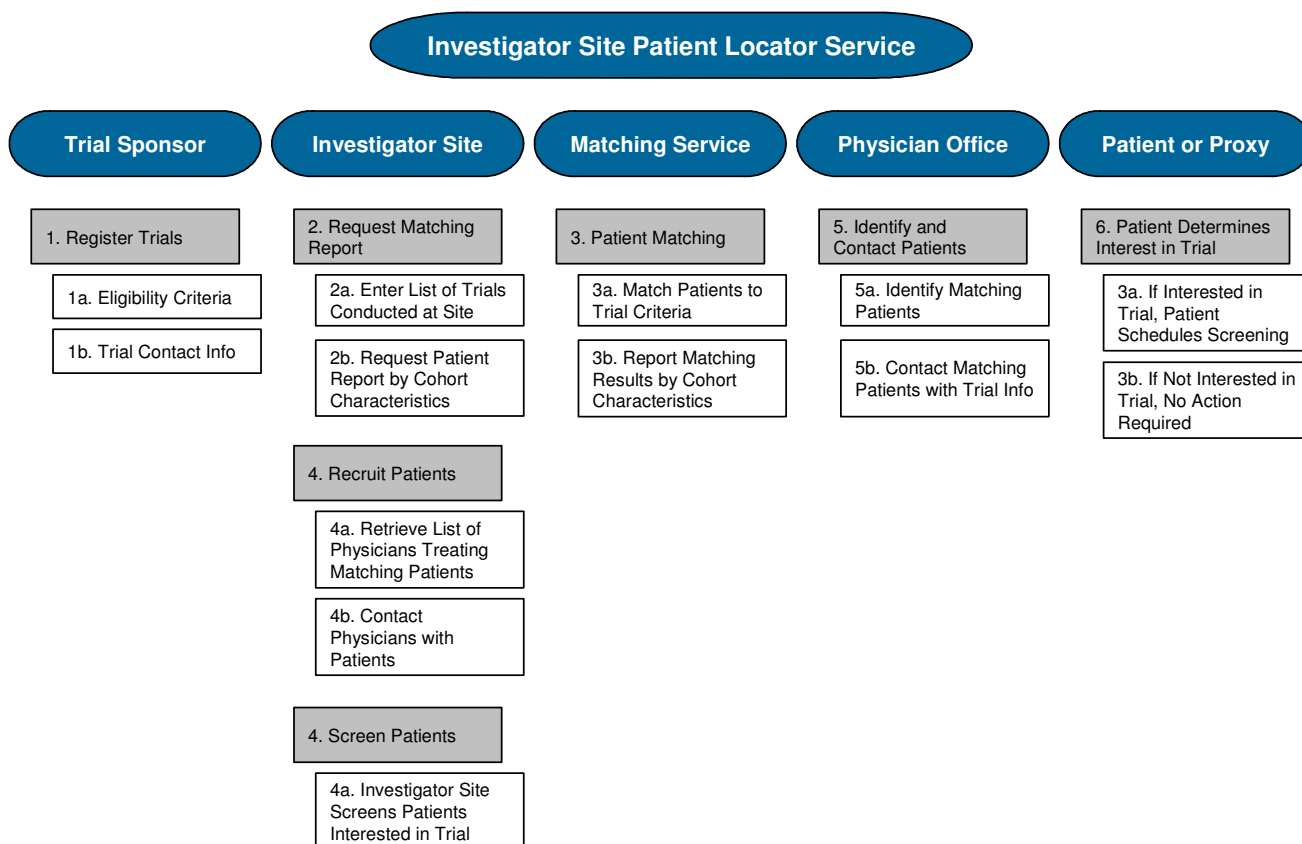 Investigator Site Patient Locator Service
Trial Sponsor
Investigator Site
Matching Service
Physician Office
Patient or Proxy
1. Register Trials
1a. Eligibility Criteria
1b. Trial Contact Info
2. Request Matching
Report
2a. Enter List of Trials
Conducted at Site
2b. Request Patient
Report by Cohort
Characteristics
4. Recruit Patients
4a. Retrieve List of
Physicians Treating
Matching Patients
4b. Contact
Physicians with
Patients
4. Screen Patients
4a. Investigator Site
Screens Patients
Interested in Trial
3. Patient Matching
3a. Match Patients to
Trial Criteria
3b. Report Matching
Results by Cohort
Characteristics
5. Identify and
Contact Patients
5a. Identify Matching
Patients
5b. Contact Matching
Patients with Trial Info
6. Patient Determines
Interest in Trial
3a. If Interested in
Trial, Patient
Schedules Screening
3b. If Not Interested in
Trial, No Action
Required